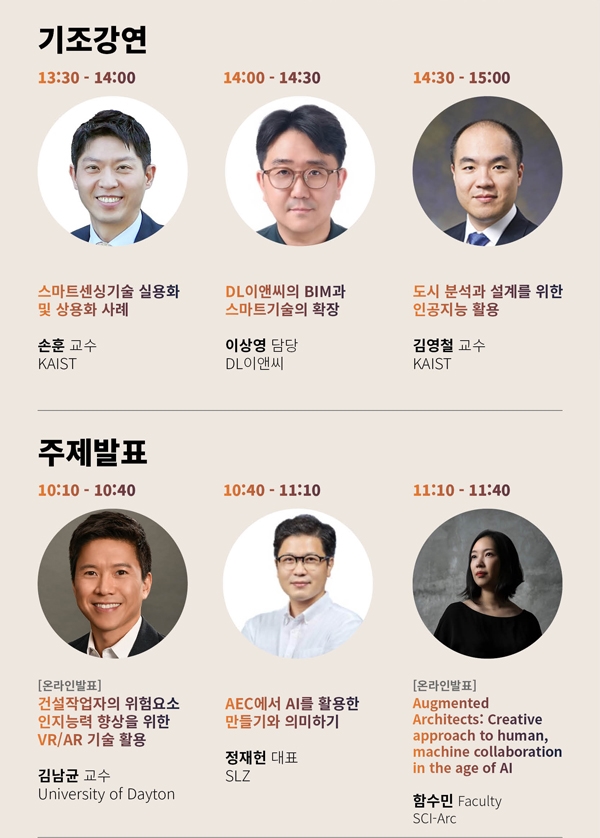 기조강연
13:30 - 14:00
스마트센싱기술 실용화
및 상용화 사례
손훈 교수
KAIST
14:00 - 14:30
DL이앤씨의 BIM과
스마트기술의 확장
이상영 담당
DL이앤씨
14:30 - 15:00
도시 분석과 설계를 위한
인공지능 활용
김영철 교수
KAIST
주제발표
10:10 - 10:40
[온라인발표]
건설작업자의 위험요소
인지능력 향상을 위한
VR/AR 기술 활용
김남균 교수
University of Dayton
10:40 - 11:10
AEC에서 AI를 활용한
만들기와 의미하기
정재헌 대표
SLZ
11:10 - 11:40
[온라인발표]
Augmented
Architects: Creative
approach to human,
machine collaboration
in the age of AI
함수민 Faculty
SCI-Arc